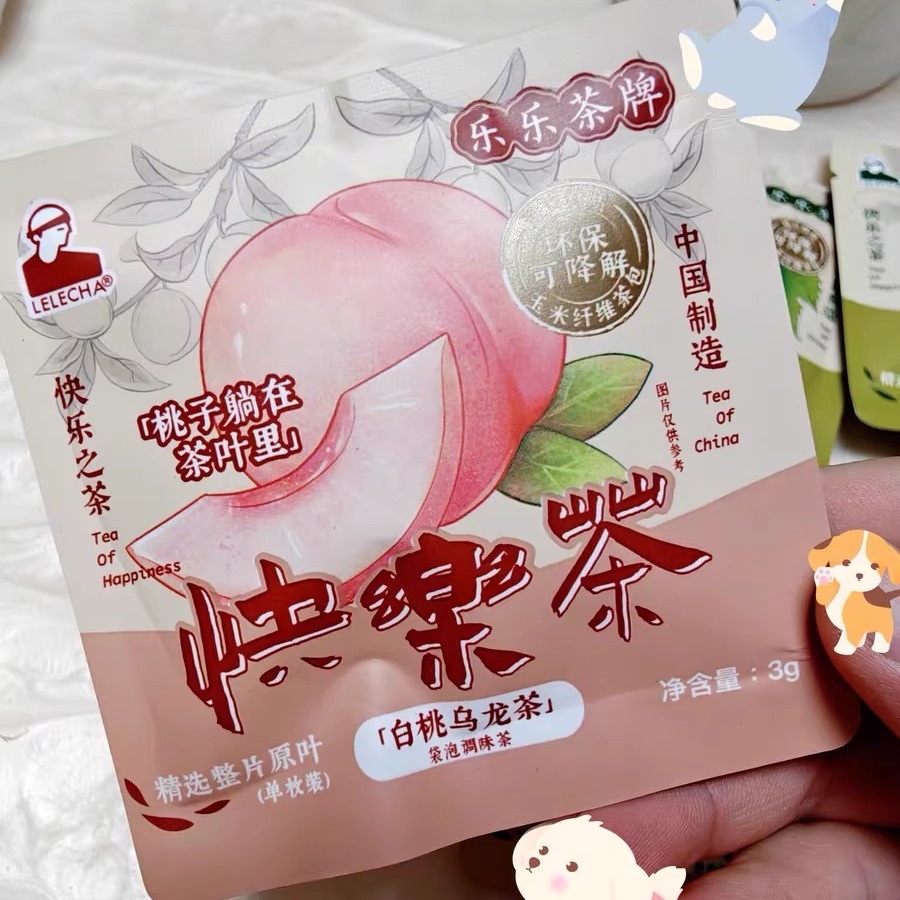 乐乐茶牌
LELECHA®
环保
可降解
玉米纤维茶包
中国制造
Tea
Of
China
图片仅供参考
快乐之茶
Tea
Of
Happiness
「桃子躺在
茶叶里」
快樂茶
「白桃乌龙茶」
袋泡调味茶
净含量：3g
精选整片原叶
(单枚装)